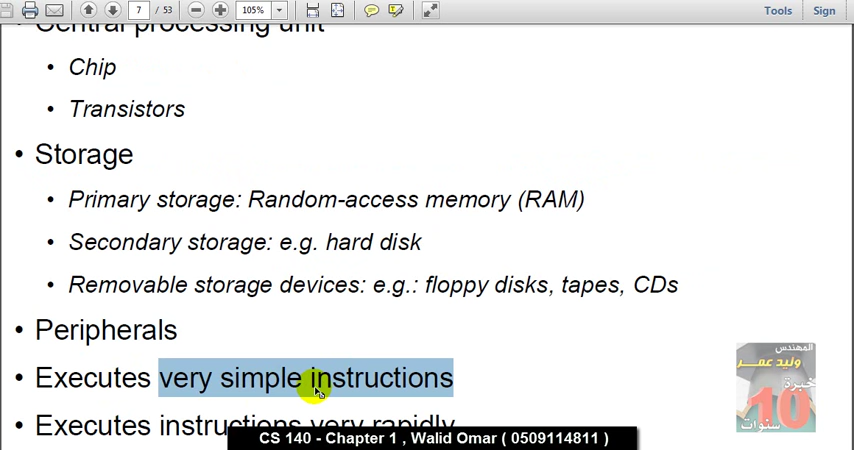 7 / 53 105% Tools Sign
Central processing unit
• Chip
• Transistors
• Storage
• Primary storage: Random-access memory (RAM)
• Secondary storage: e.g. hard disk
• Removable storage devices: e.g.: floppy disks, tapes, CDs
• Peripherals
• Executes very simple instructions
• Executes instructions very rapidly
المهندس
وليد عمر
خبرة
10
سنوات
CS 140 - Chapter 1 , Walid Omar ( 0509114811 )